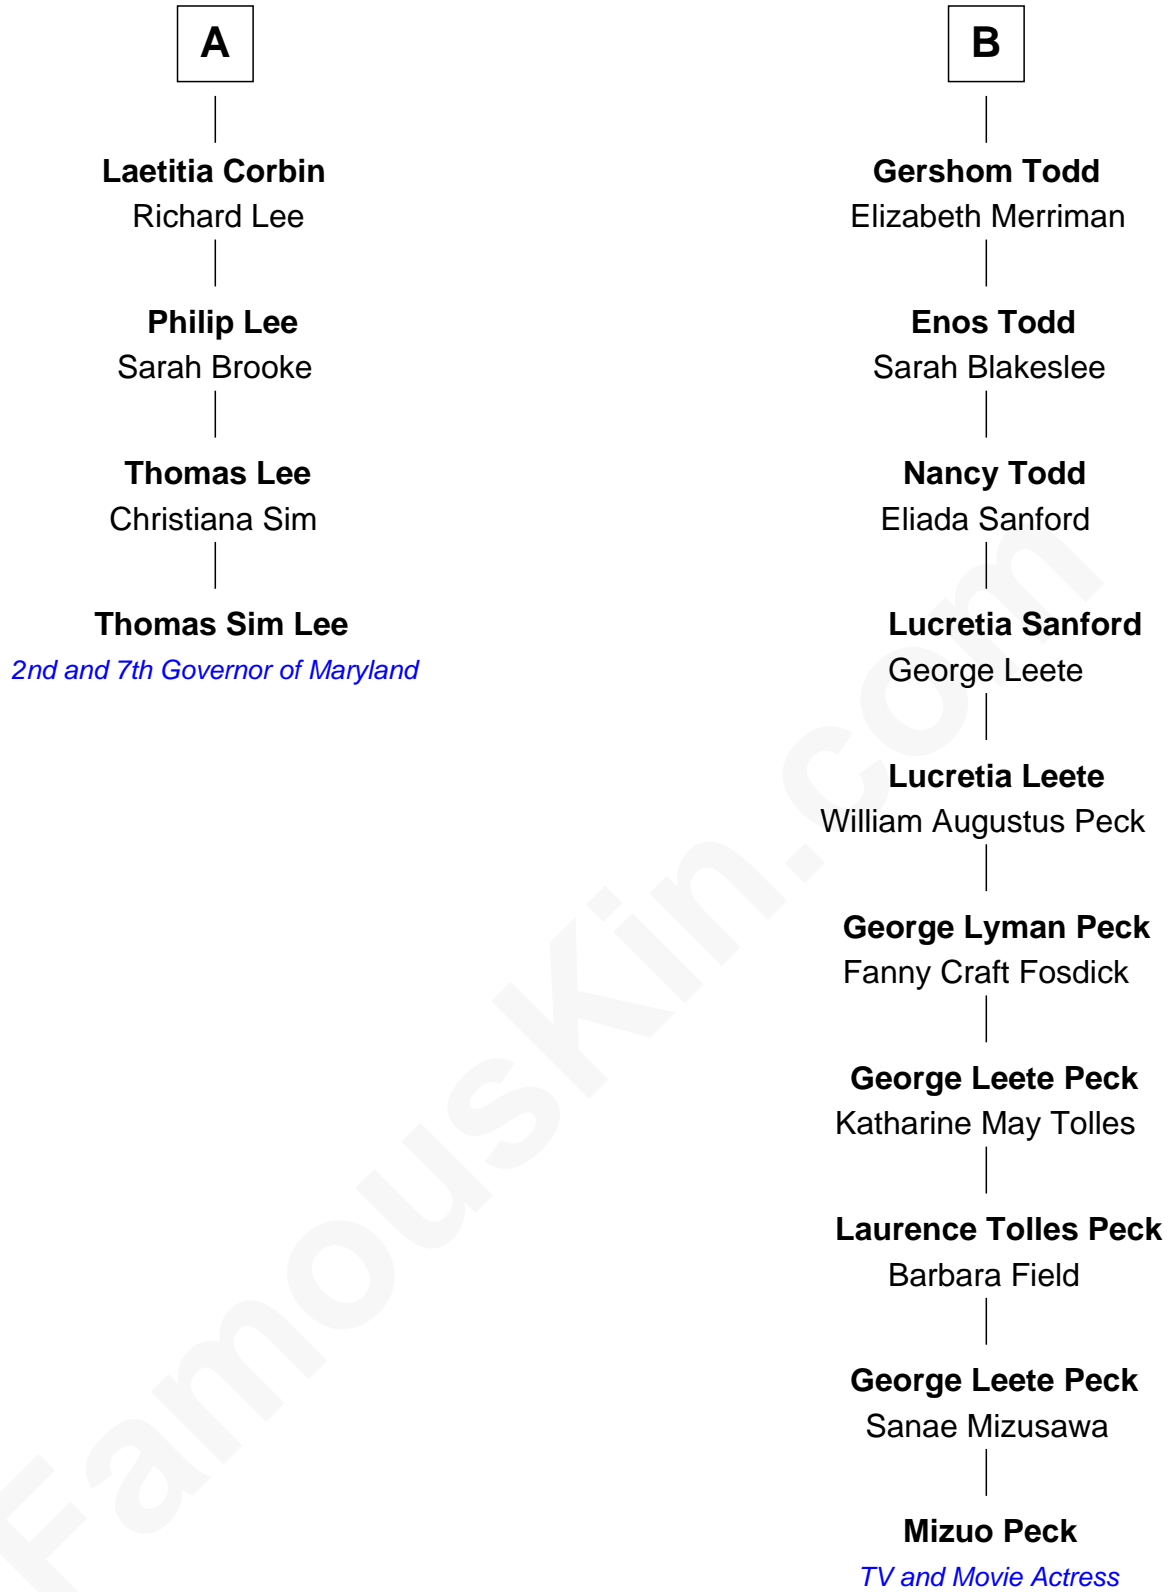 A
Laetitia Corbin
Richard Lee
Philip Lee
Sarah Brooke
Thomas Lee
Christiana Sim
Thomas Sim Lee
2nd and 7th Governor of Maryland
B
Gershom Todd
Elizabeth Merriman
Enos Todd
Sarah Blakeslee
Nancy Todd
Eliada Sanford
Lucretia Sanford
George Leete
Lucretia Leete
William Augustus Peck
George Lyman Peck
Fanny Craft Fosdick
George Leete Peck
Katharine May Tolles
Laurence Tolles Peck
Barbara Field
George Leete Peck
Sanae Mizusawa
Mizuo Peck
TV and Movie Actress
FamousKin.com